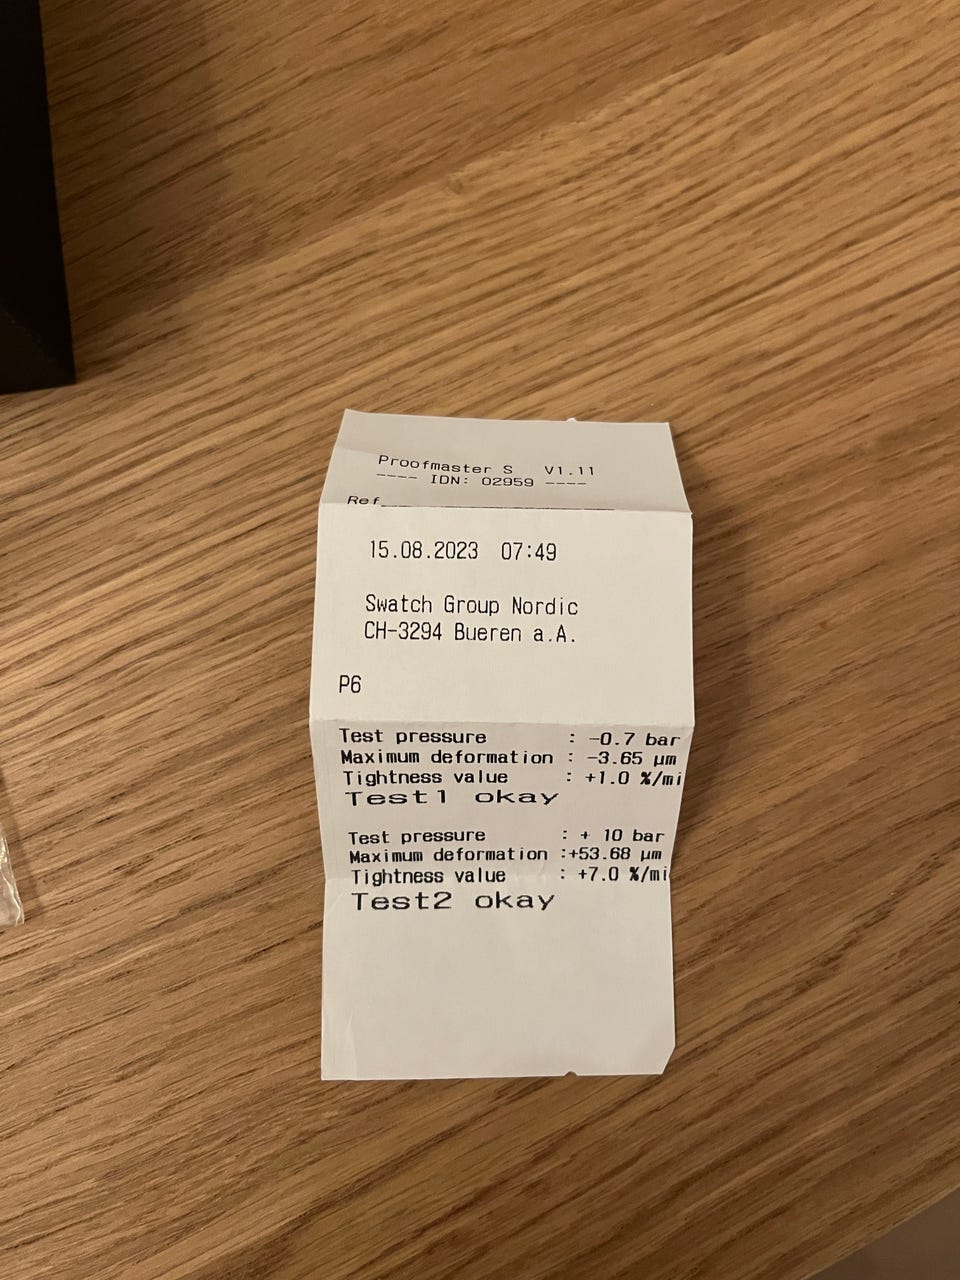 Proofmaster S V1.11
---- IDN: 02959 ----
Ref
15.08.2023 07:49
Swatch Group Nordic
CH-3294 Bueren a.A.
P6
Test pressure : -0.7 bar
Maximum deformation : -3.65 µm
Tightness value : +1.0 %/mi
Test1 okay
Test pressure : + 10 bar
Maximum deformation :+53.68 µm
Tightness value : +7.0 %/mi
Test2 okay